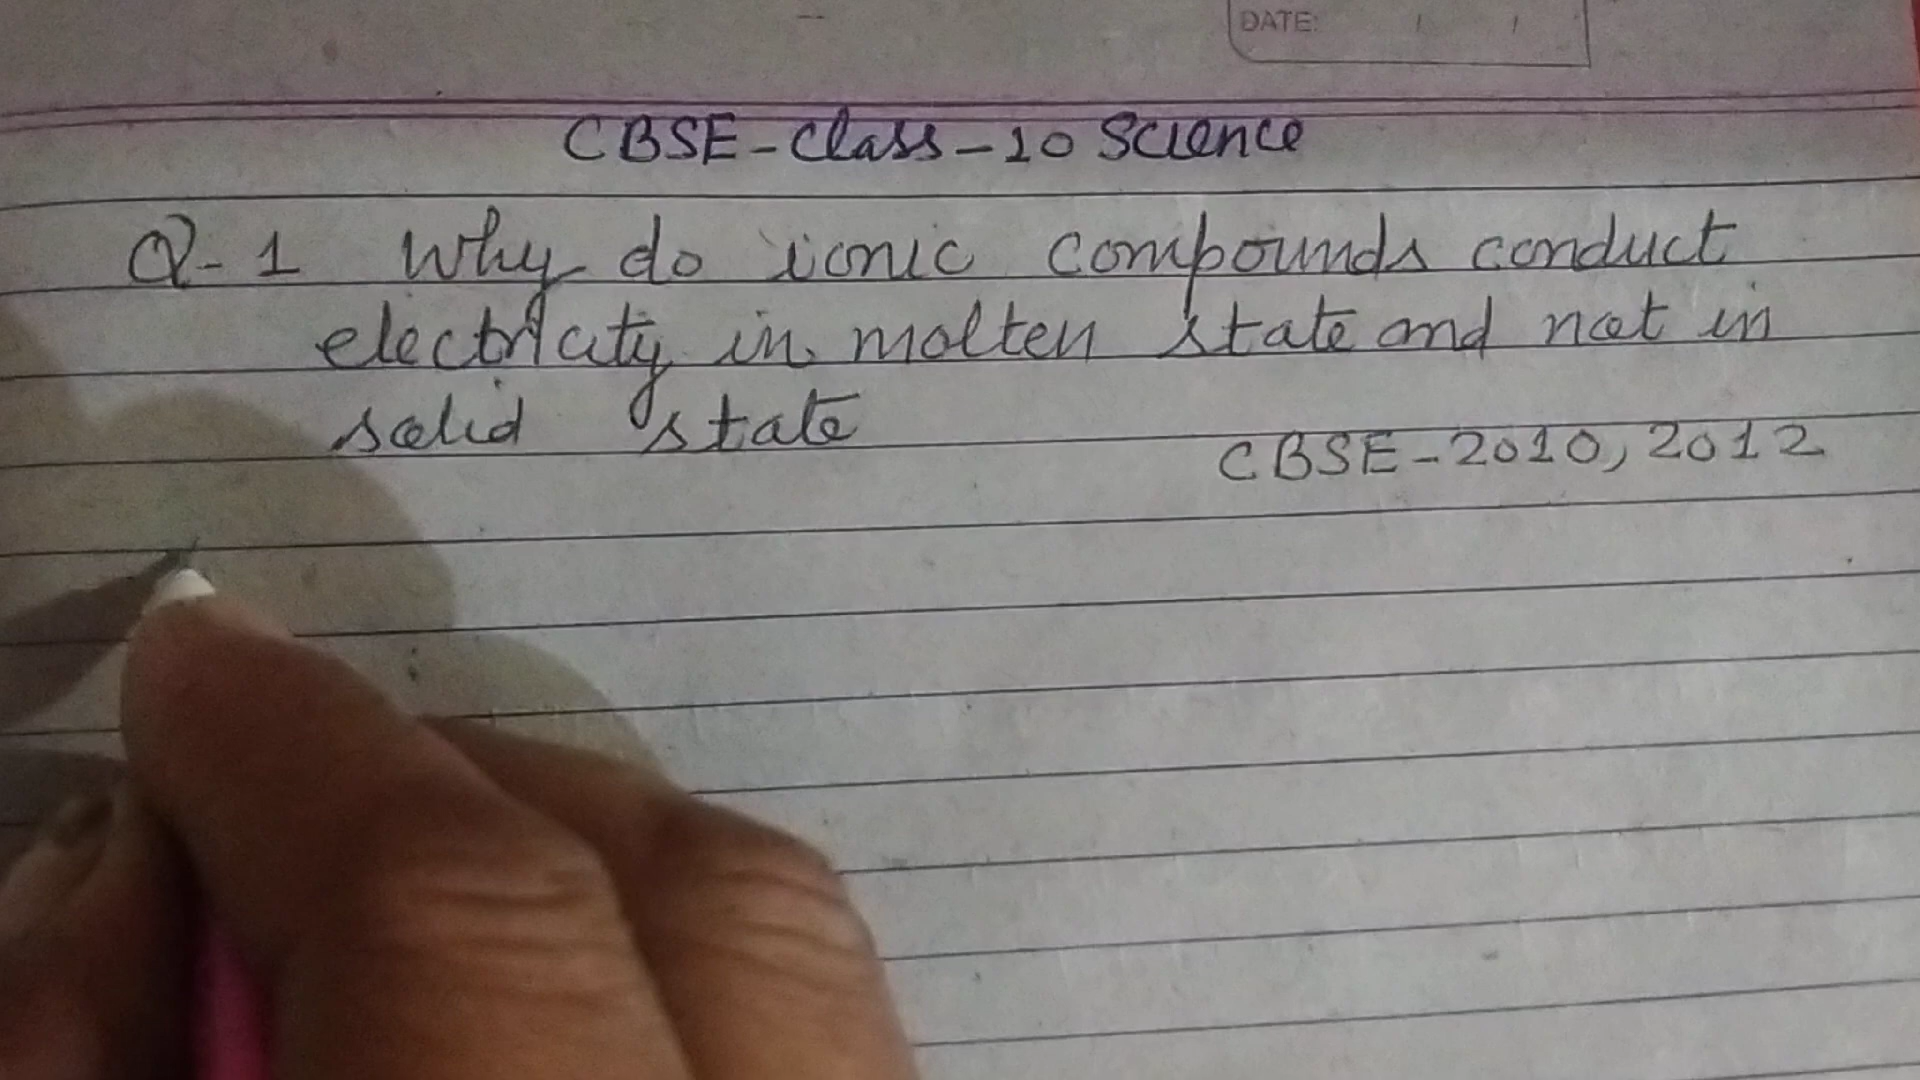 DATE: / /
CBSE-Class-10 Science
Q-1 Why do ionic compounds conduct
electricity in molten state and not in
solid state
CBSE-2010, 2012